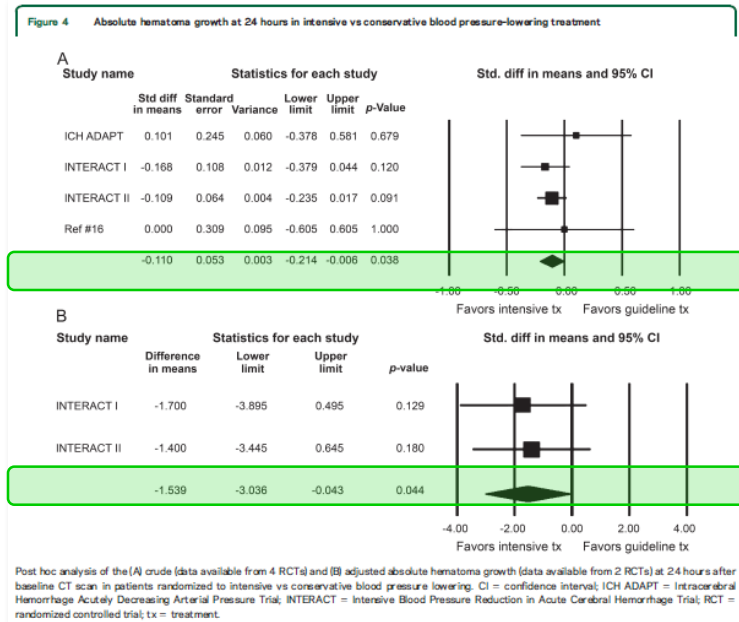 Figure 4 Absolute hematoma growth at 24 hours in intensive vs conservative blood pressure-lowering treatment
A
Study name Statistics for each study Std. diff in means and 95% CI
Std diff in means Standard error Variance Lower limit Upper limit p-Value
ICH ADAPT 0.101 0.245 0.060 -0.378 0.581 0.679
INTERACT I -0.168 0.108 0.012 -0.379 0.044 0.120
INTERACT II -0.109 0.064 0.004 -0.235 0.017 0.091
Ref #16 0.000 0.309 0.095 -0.605 0.605 1.000
-0.110 0.053 0.003 -0.214 -0.006 0.038
-1.00 -0.50 0.00 0.50 1.00
Favors intensive tx Favors guideline tx
B
Study name Statistics for each study Std. diff in means and 95% CI
Difference in means Lower limit Upper limit p-value
INTERACT I -1.700 -3.895 0.495 0.129
INTERACT II -1.400 -3.445 0.645 0.180
-1.539 -3.036 -0.043 0.044
-4.00 -2.00 0.00 2.00 4.00
Favors intensive tx Favors guideline tx
Post hoc analysis of the (A) crude (data available from 4 RCTs) and (B) adjusted absolute hematoma growth (data available from 2 RCTs) at 24 hours after
baseline CT scan in patients randomized to intensive vs conservative blood pressure lowering. CI = confidence interval; ICH ADAPT = Intracerebral
Hemorrhage Acutely Decreasing Arterial Pressure Trial; INTERACT = Intensive Blood Pressure Reduction in Acute Cerebral Hemorrhage Trial; RCT =
randomized controlled trial; tx = treatment.